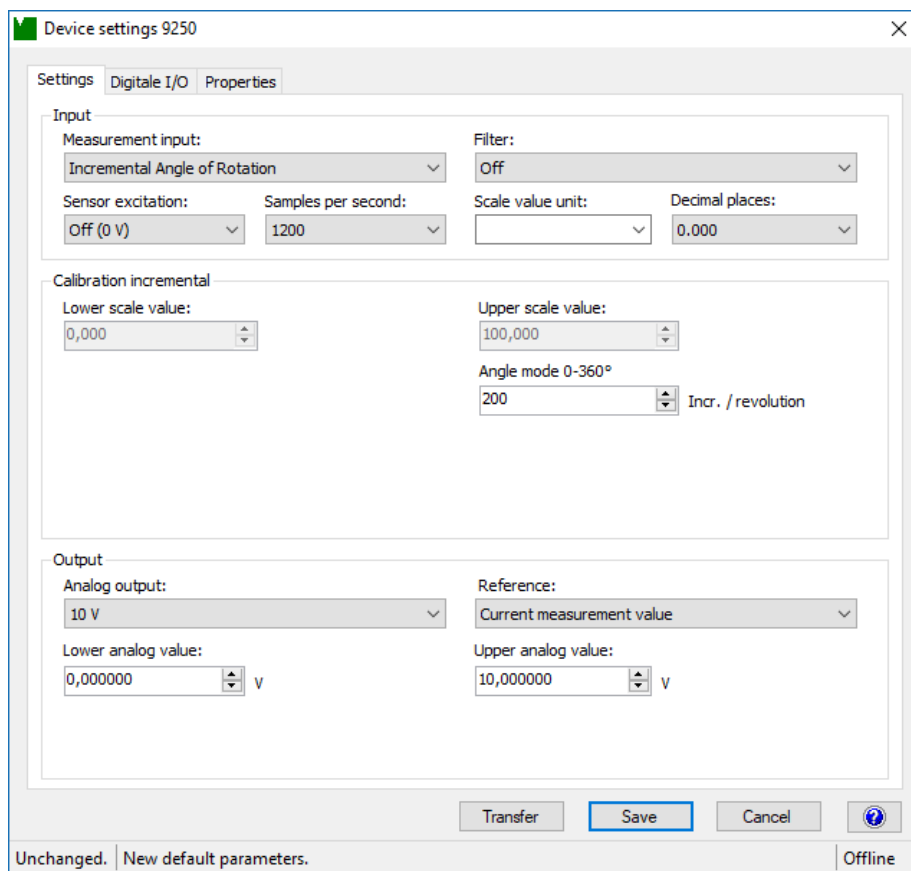 Device settings 9250
Settings Digitale I/O Properties
Input
Measurement input: Filter:
Incremental Angle of Rotation Off
Sensor excitation: Samples per second: Scale value unit: Decimal places:
Off (0 V) 1200 0.000
Calibration incremental
Lower scale value: Upper scale value:
0,000 100,000
Angle mode 0-360°
200 Incr. / revolution
Output
Analog output: Reference:
10 V Current measurement value
Lower analog value: Upper analog value:
0,000000 V 10,000000 V
Transfer Save Cancel ?
Unchanged. New default parameters. Offline